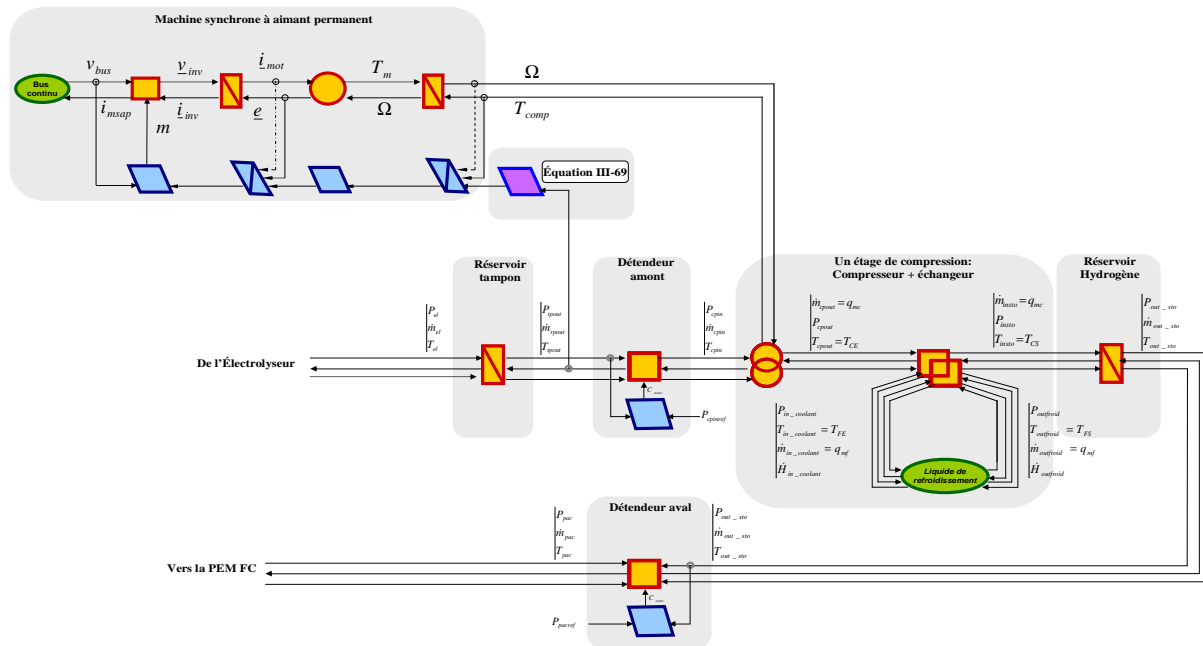 Machine synchrone à aimant permanent
v_bus
v_inv
i_mot
T_m
Ω
Bus
continu
i_msap
i_inv
e
Ω
T_comp
m
Équation III-69
Réservoir
tampon
Détendeur
amont
Un étage de compression:
Compresseur + échangeur
Réservoir
Hydrogène
P_el
ṁ_el
T_el
P_tpout
ṁ_tpout
T_tpout
P_cpin
ṁ_cpin
T_cpin
ṁ_cpout = q_mc
P_cpout
T_cpout = T_CE
ṁ_insto = q_mc
P_insto
T_insto = T_CS
P_out_sto
ṁ_out_sto
T_out_sto
De l'Électrolyseur
P_cpinref
P_in_coolant
T_in_coolant = T_FE
ṁ_in_coolant = q_mf
Ḣ_in_coolant
P_outfroid
T_outfroid = T_FS
ṁ_outfroid = q_mf
Ḣ_outfroid
Liquide de
refroidissement
Détendeur aval
P_pac
ṁ_pac
T_pac
P_out_sto
ṁ_out_sto
T_out_sto
Vers la PEM FC
P_pacref